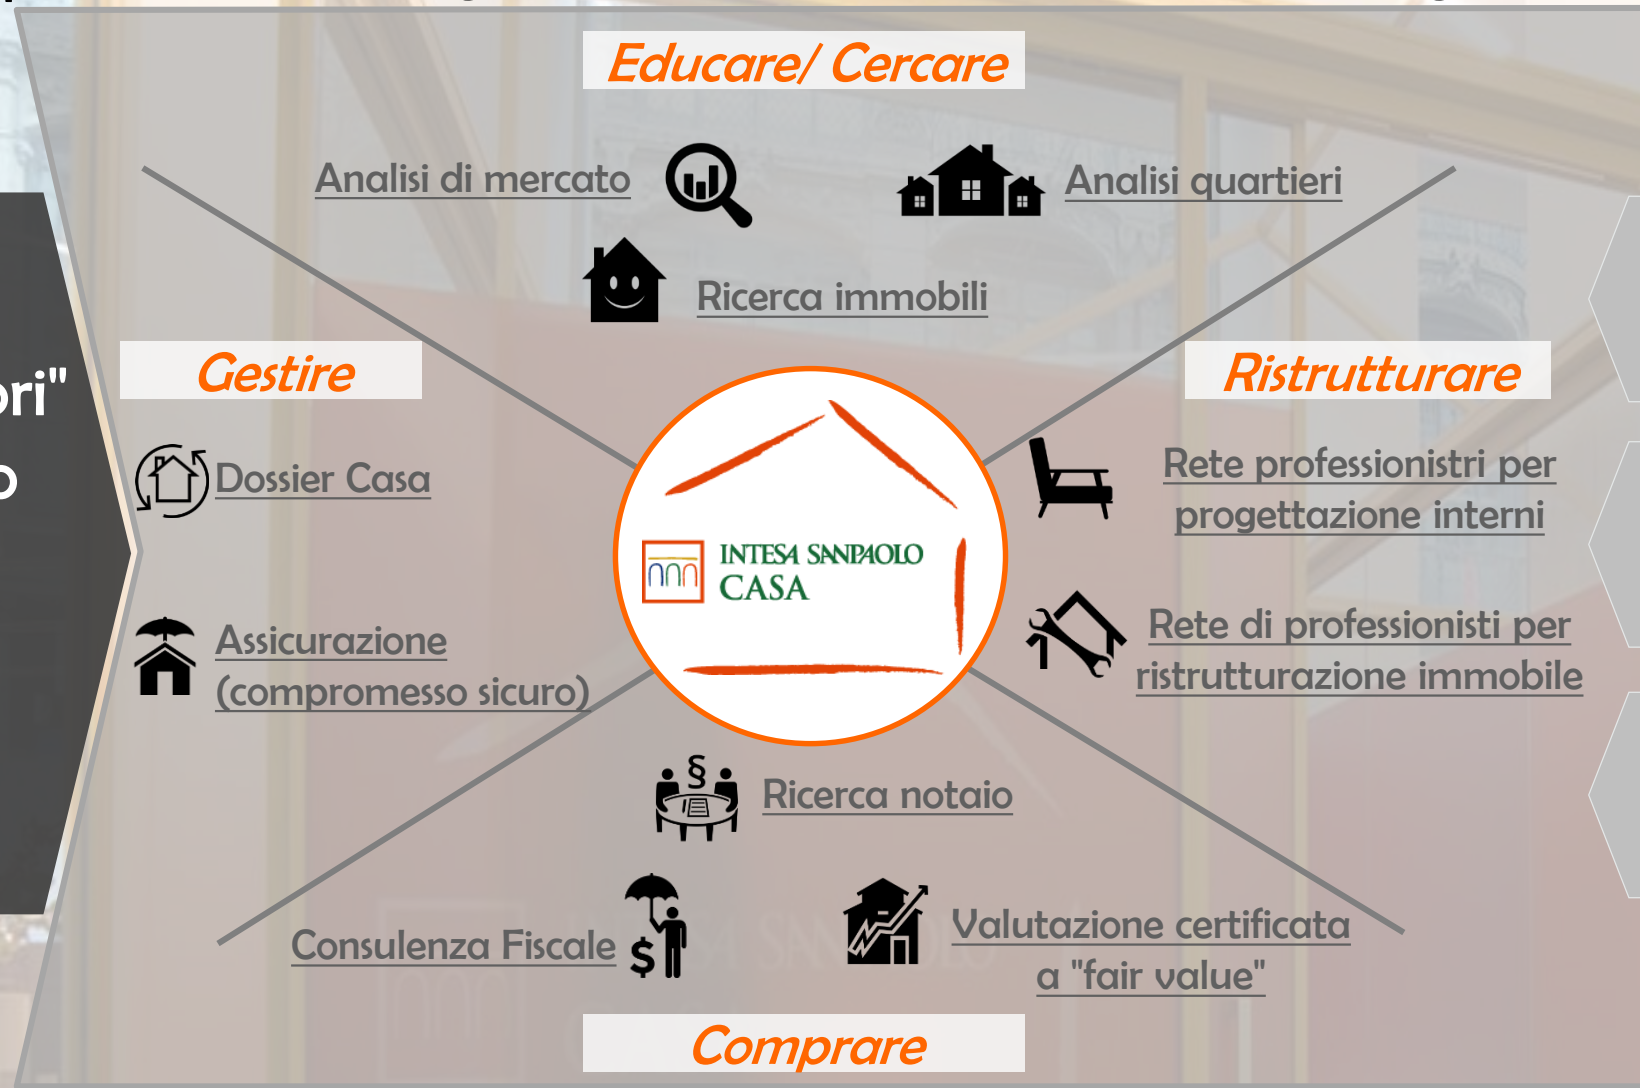 Educare/ Cercare
Analisi di mercato
Analisi quartieri
Ricerca immobili
Gestire
Ristrutturare
ori"
o
Dossier Casa
Rete professionistri per
progettazione interni
INTESA SANPAOLO
CASA
Assicurazione
(compromesso sicuro)
Rete di professionisti per
ristrutturazione immobile
§
Ricerca notaio
Consulenza Fiscale
$
Valutazione certificata
a "fair value"
Comprare